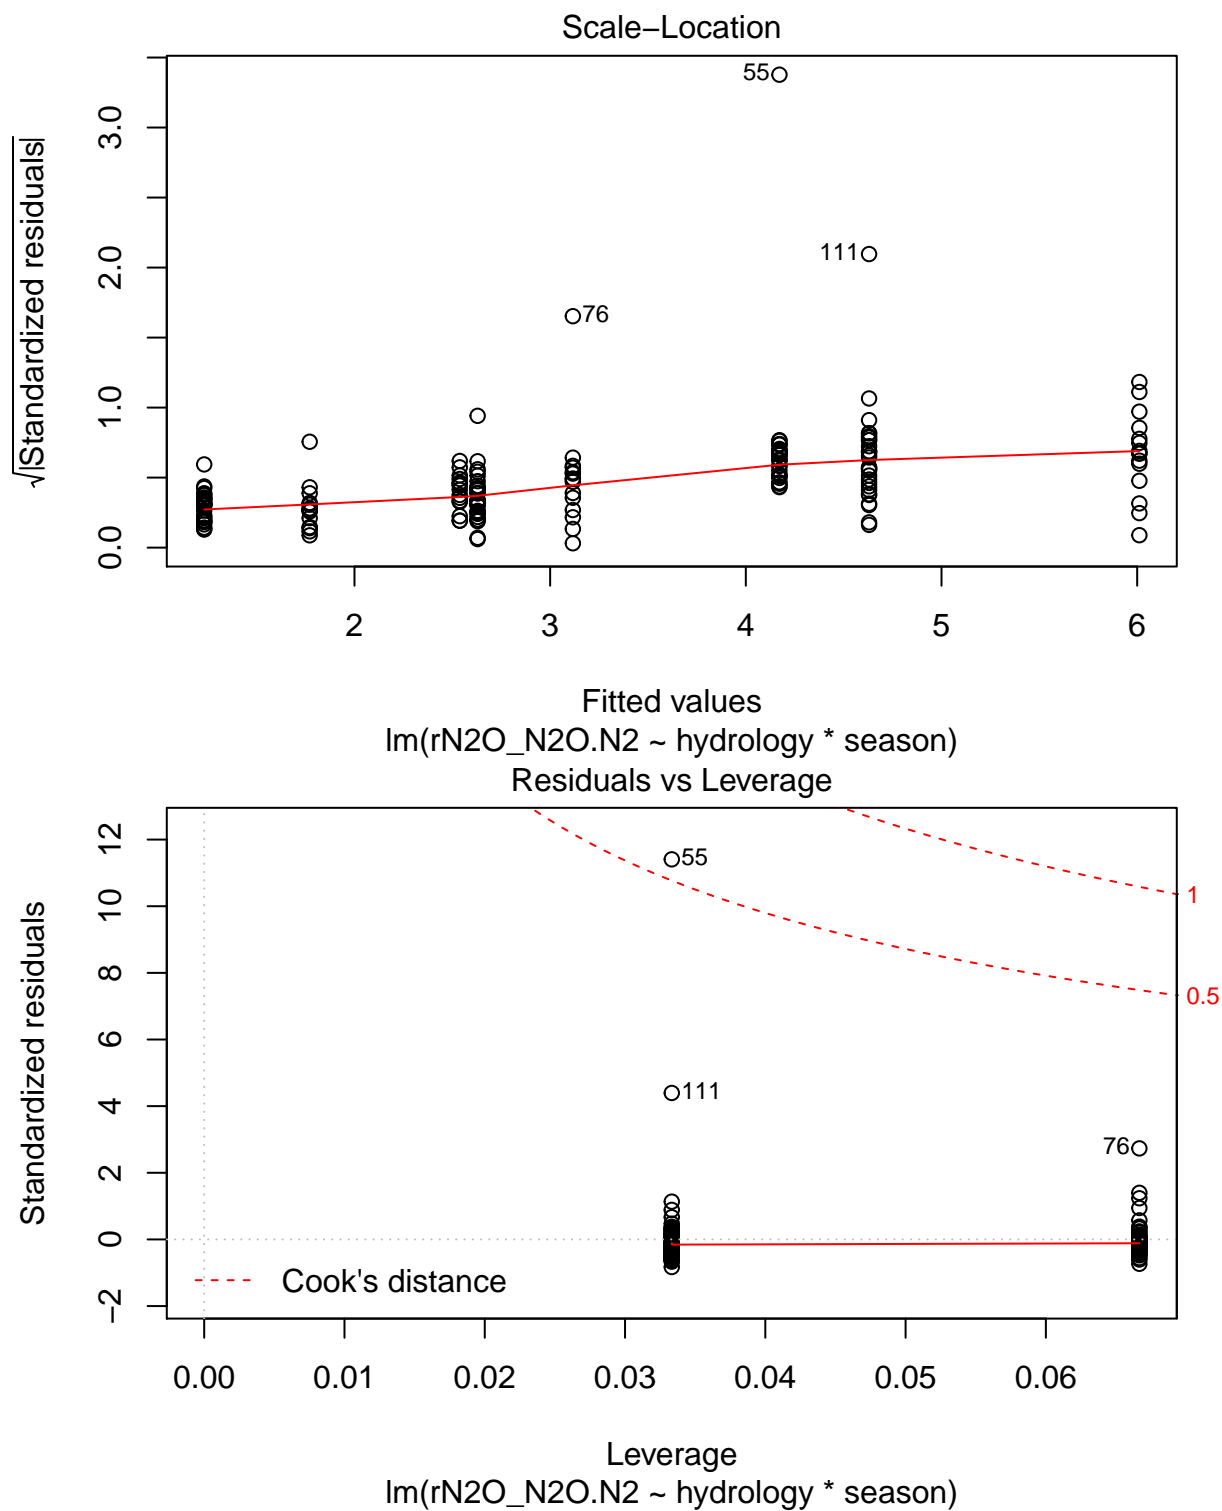 Scale−Location
√|Standardized residuals|
0.0 1.0 2.0 3.0
55
111
76
2 3 4 5 6
Fitted values
lm(rN2O_N2O.N2 ~ hydrology * season)
Residuals vs Leverage
Standardized residuals
−2 0 2 4 6 8 10 12
55
1
0.5
111
76
Cook's distance
0.00 0.01 0.02 0.03 0.04 0.05 0.06
Leverage
lm(rN2O_N2O.N2 ~ hydrology * season)